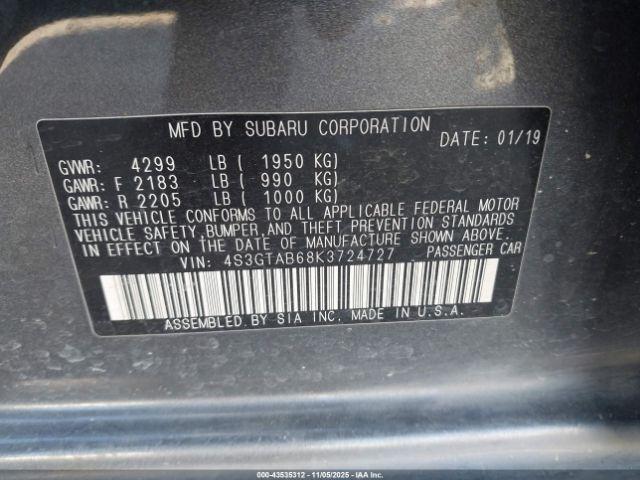 MFD BY SUBARU CORPORATION
DATE: 01/19
GVWR: 4299 LB ( 1950 KG)
GAWR: F 2183 LB ( 990 KG)
GAWR: R 2205 LB ( 1000 KG)
THIS VEHICLE CONFORMS TO ALL APPLICABLE FEDERAL MOTOR
VEHICLE SAFETY, BUMPER, AND THEFT PREVENTION STANDARDS
IN EFFECT ON THE DATE OF MANUFACTURE SHOWN ABOVE.
VIN: 4S3GTAB68K3724727 PASSENGER CAR
ASSEMBLED BY SIA INC. MADE IN U.S.A.
000-43535312 - 11/05/2025 - IAAI.CA